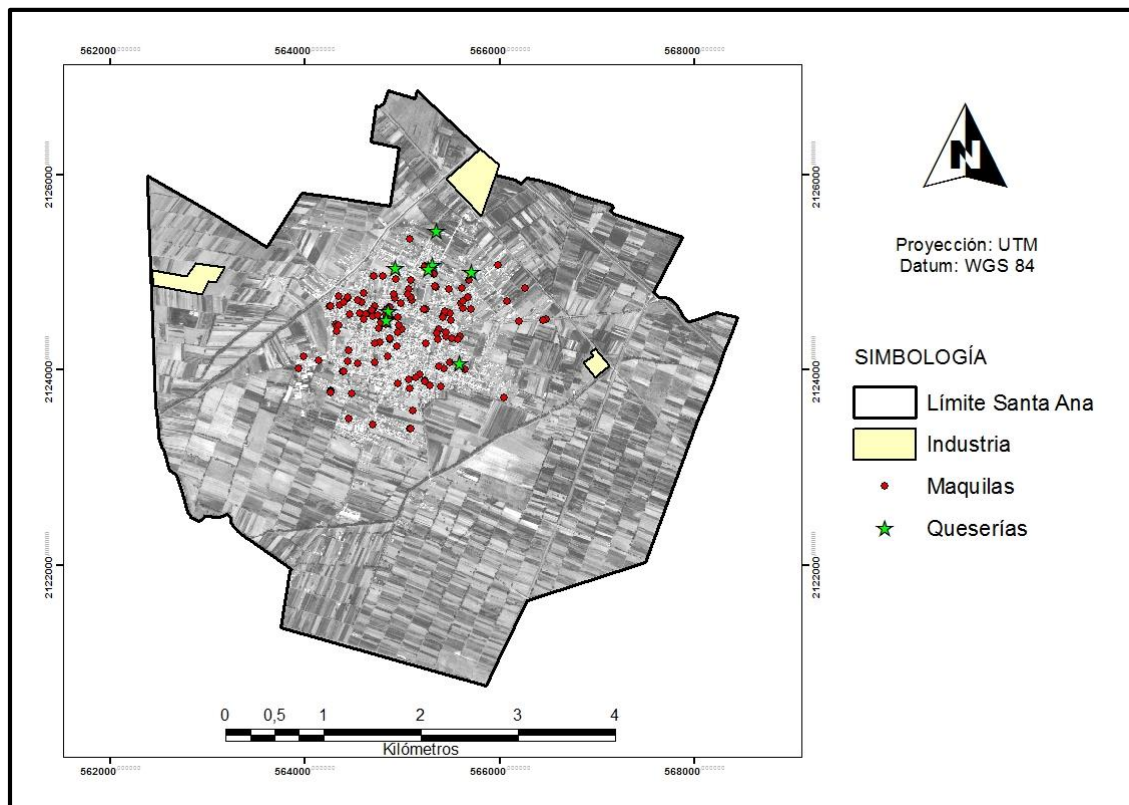 562000 564000 566000 568000
2126000 2126000
2124000 2124000
2122000 2122000
N
Proyección: UTM
Datum: WGS 84
SIMBOLOGÍA
Límite Santa Ana
Industria
Maquilas
Queserías
0 0,5 1 2 3 4
Kilómetros
562000 564000 566000 568000